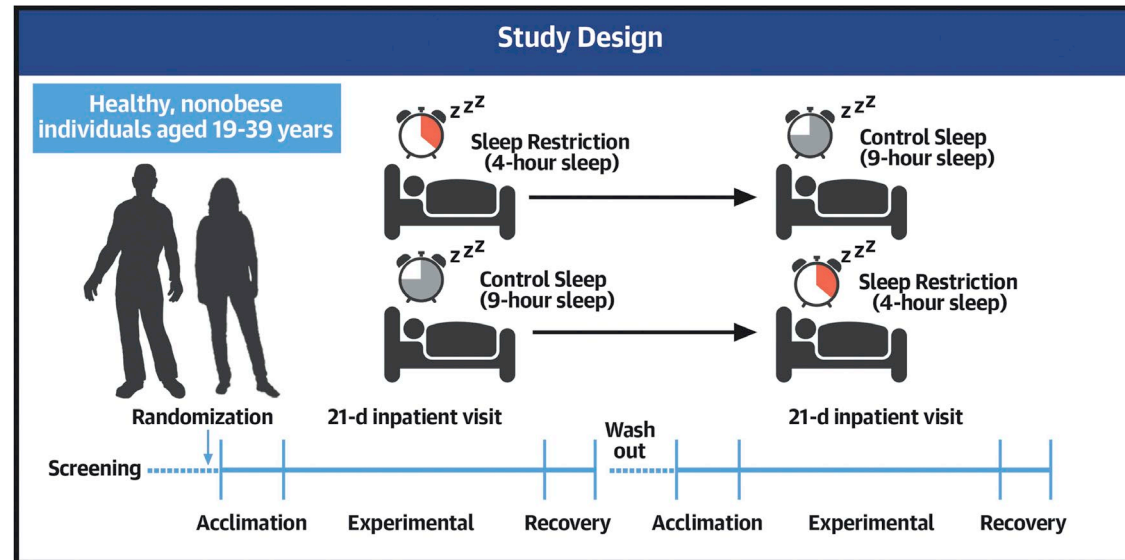 Study Design
Healthy, nonobese
individuals aged 19-39 years
zzZ
Sleep Restriction
(4-hour sleep)
zzZ
Control Sleep
(9-hour sleep)
zzZ
Control Sleep
(9-hour sleep)
zzZ
Sleep Restriction
(4-hour sleep)
Randomization
21-d inpatient visit
Wash
out
21-d inpatient visit
Screening
Acclimation
Experimental
Recovery
Acclimation
Experimental
Recovery